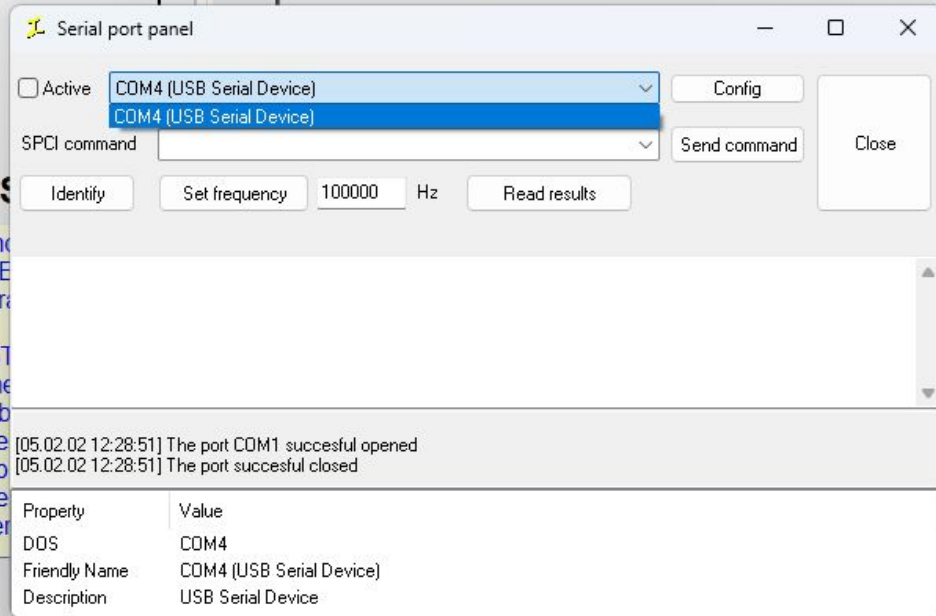 Serial port panel
Active COM4 (USB Serial Device) Config
COM4 (USB Serial Device)
SPCI command Send command Close
Identify Set frequency 100000 Hz Read results
[05.02.02 12:28:51] The port COM1 succesful opened
[05.02.02 12:28:51] The port succesful closed
Property Value
DOS COM4
Friendly Name COM4 (USB Serial Device)
Description USB Serial Device